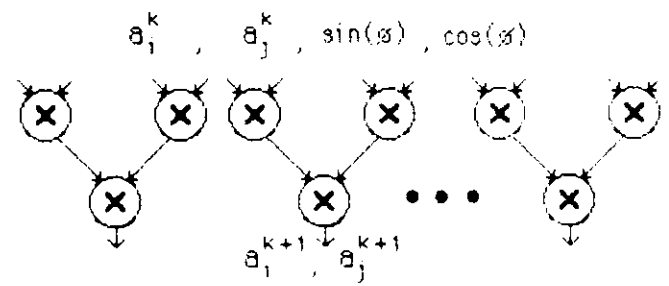 a_i^k , a_j^k , sin(ø) , cos(ø)
× × × × × ×
× × • • • ×
a_i^{k+1} , a_j^{k+1}